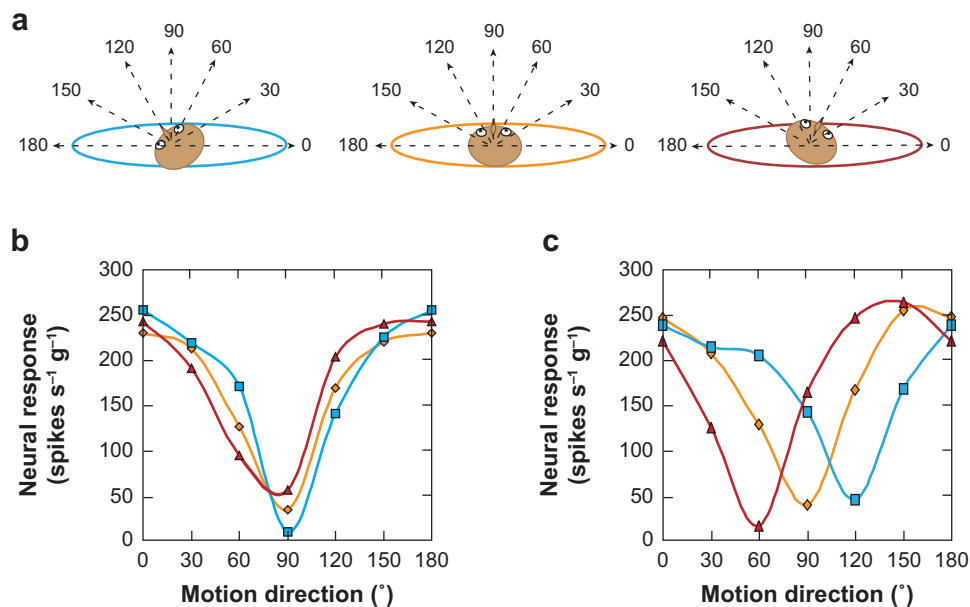 a
90 90 90
120 60 120 60 120 60
150 30 150 30 150 30
180 0 180 0 180 0
b
300
250
200
150
100
50
0
0 30 60 90 120 150 180
Neural response
(spikes s⁻¹ g⁻¹)
Motion direction (°)
c
300
250
200
150
100
50
0
0 30 60 90 120 150 180
Neural response
(spikes s⁻¹ g⁻¹)
Motion direction (°)